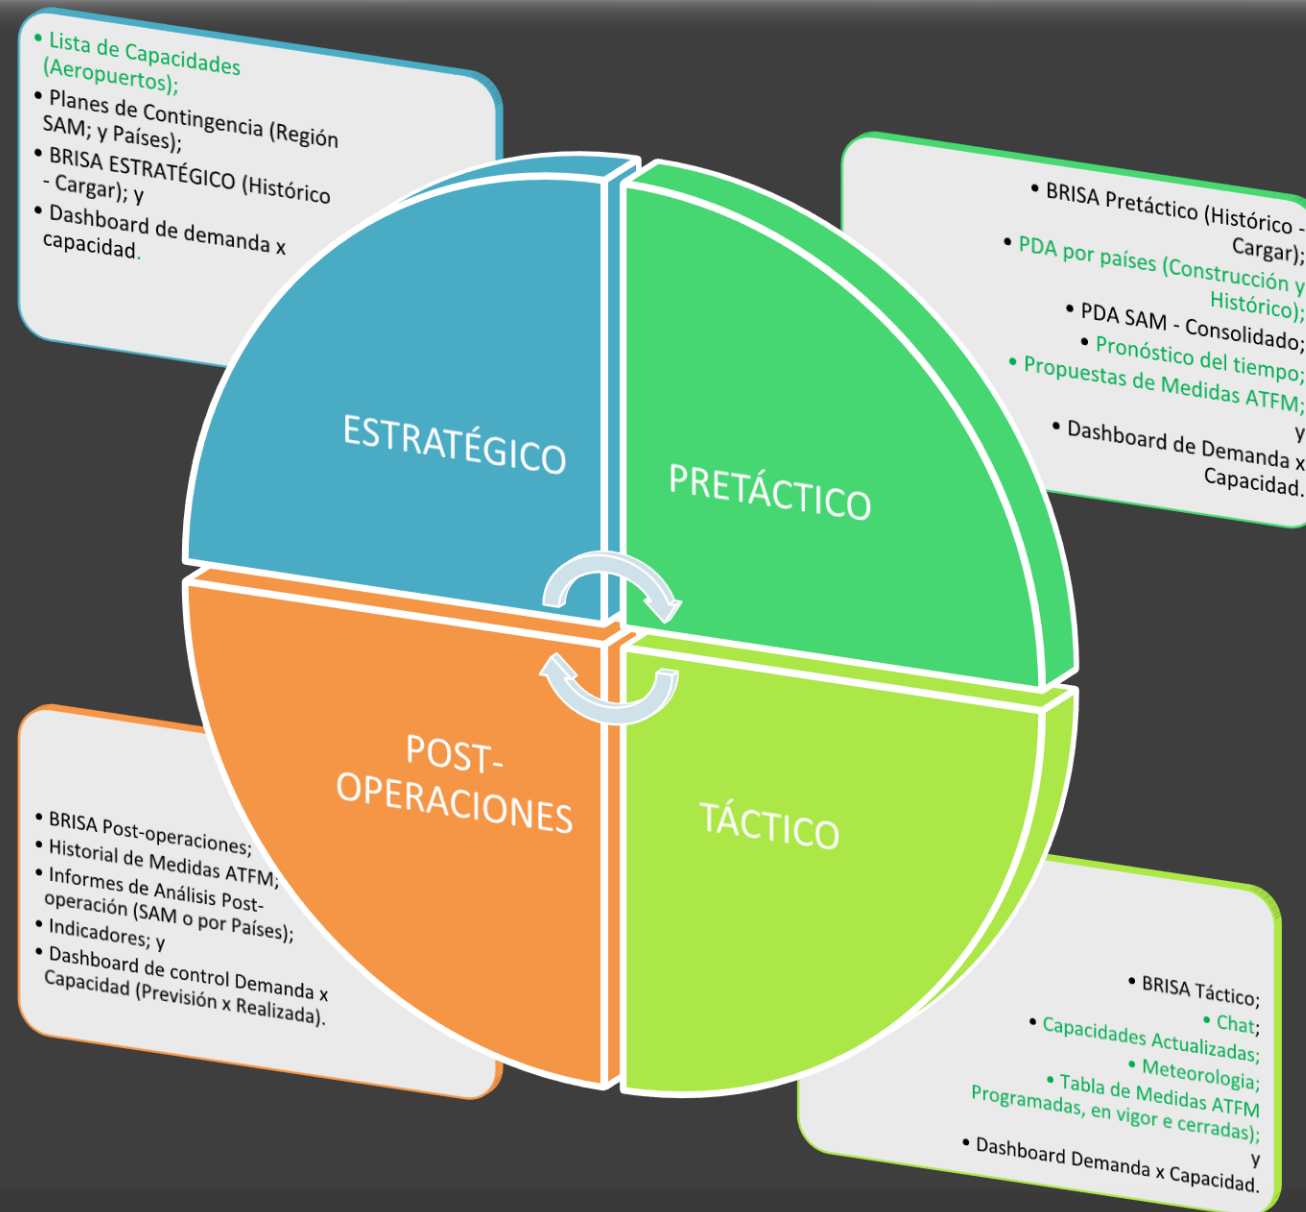 • Lista de Capacidades
(Aeropuertos);
• Planes de Contingencia (Región
SAM; y Países);
• BRISA ESTRATÉGICO (Histórico
- Cargar); y
• Dashboard de demanda x
capacidad.
• BRISA Pretáctico (Histórico -
Cargar);
• PDA por países (Construcción y
Histórico);
• PDA SAM - Consolidado;
• Pronóstico del tiempo;
• Propuestas de Medidas ATFM;
y
• Dashboard de Demanda x
Capacidad.
ESTRATÉGICO
PRETÁCTICO
POST-
OPERACIONES
TÁCTICO
• BRISA Post-operaciones;
• Historial de Medidas ATFM;
• Informes de Análisis Post-
operación (SAM o por Países);
• Indicadores; y
• Dashboard de control Demanda x
Capacidad (Previsión x Realizada).
• BRISA Táctico;
• Chat;
• Capacidades Actualizadas;
• Meteorologia;
• Tabla de Medidas ATFM
Programadas, en vigor e cerradas);
y
• Dashboard Demanda x Capacidad.